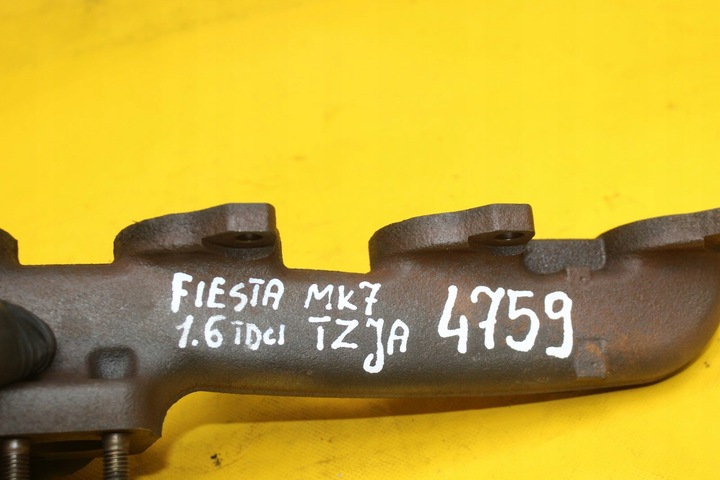 FIESTA MK7
1.6 TDCI TZJA 4759